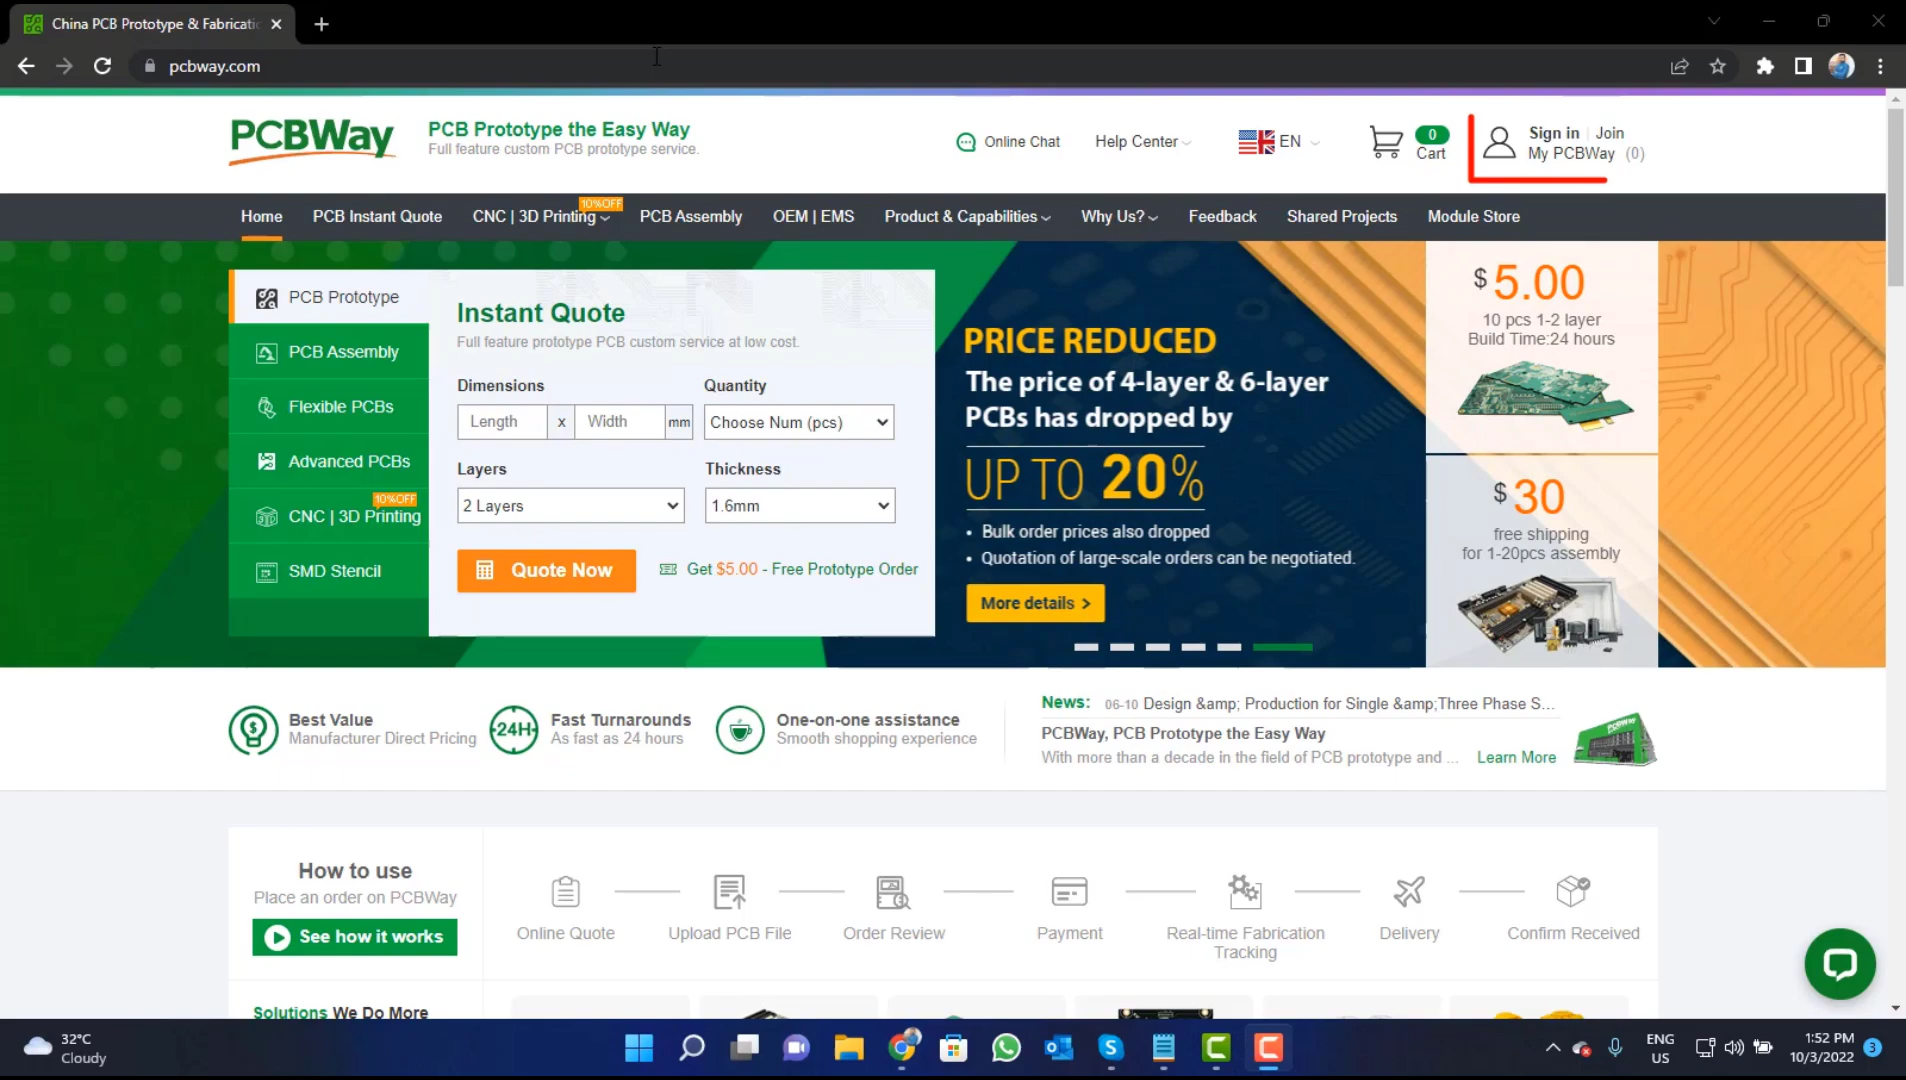 China PCB Prototype & Fabricati
pcbway.com
PCBWay
PCB Prototype the Easy Way
Full feature custom PCB prototype service.
Online Chat
Help Center
EN
0
Cart
Sign in | Join
My PCBWay (0)
Home
PCB Instant Quote
CNC | 3D Printing
10%OFF
PCB Assembly
OEM | EMS
Product & Capabilities
Why Us?
Feedback
Shared Projects
Module Store
PCB Prototype
PCB Assembly
Flexible PCBs
Advanced PCBs
10%OFF
CNC | 3D Printing
SMD Stencil
Instant Quote
Full feature prototype PCB custom service at low cost.
Dimensions
Quantity
Length x Width mm
Choose Num (pcs)
Layers
Thickness
2 Layers
1.6mm
Quote Now
Get $5.00 - Free Prototype Order
PRICE REDUCED
The price of 4-layer & 6-layer
PCBs has dropped by
UP TO 20%
• Bulk order prices also dropped
• Quotation of large-scale orders can be negotiated.
More details >
$ 5.00
10 pcs 1-2 layer
Build Time:24 hours
$ 30
free shipping
for 1-20pcs assembly
Best Value
Manufacturer Direct Pricing
24H
Fast Turnarounds
As fast as 24 hours
One-on-one assistance
Smooth shopping experience
News: 06-10 Design &amp; Production for Single &amp;Three Phase S...
PCBWay, PCB Prototype the Easy Way
With more than a decade in the field of PCB prototype and ... Learn More
PCBWay
How to use
Place an order on PCBWay
See how it works
Online Quote
Upload PCB File
Order Review
Payment
Real-time Fabrication
Tracking
Delivery
Confirm Received
Solutions We Do More
32°C
Cloudy
ENG
US
1:52 PM
10/3/2022
3